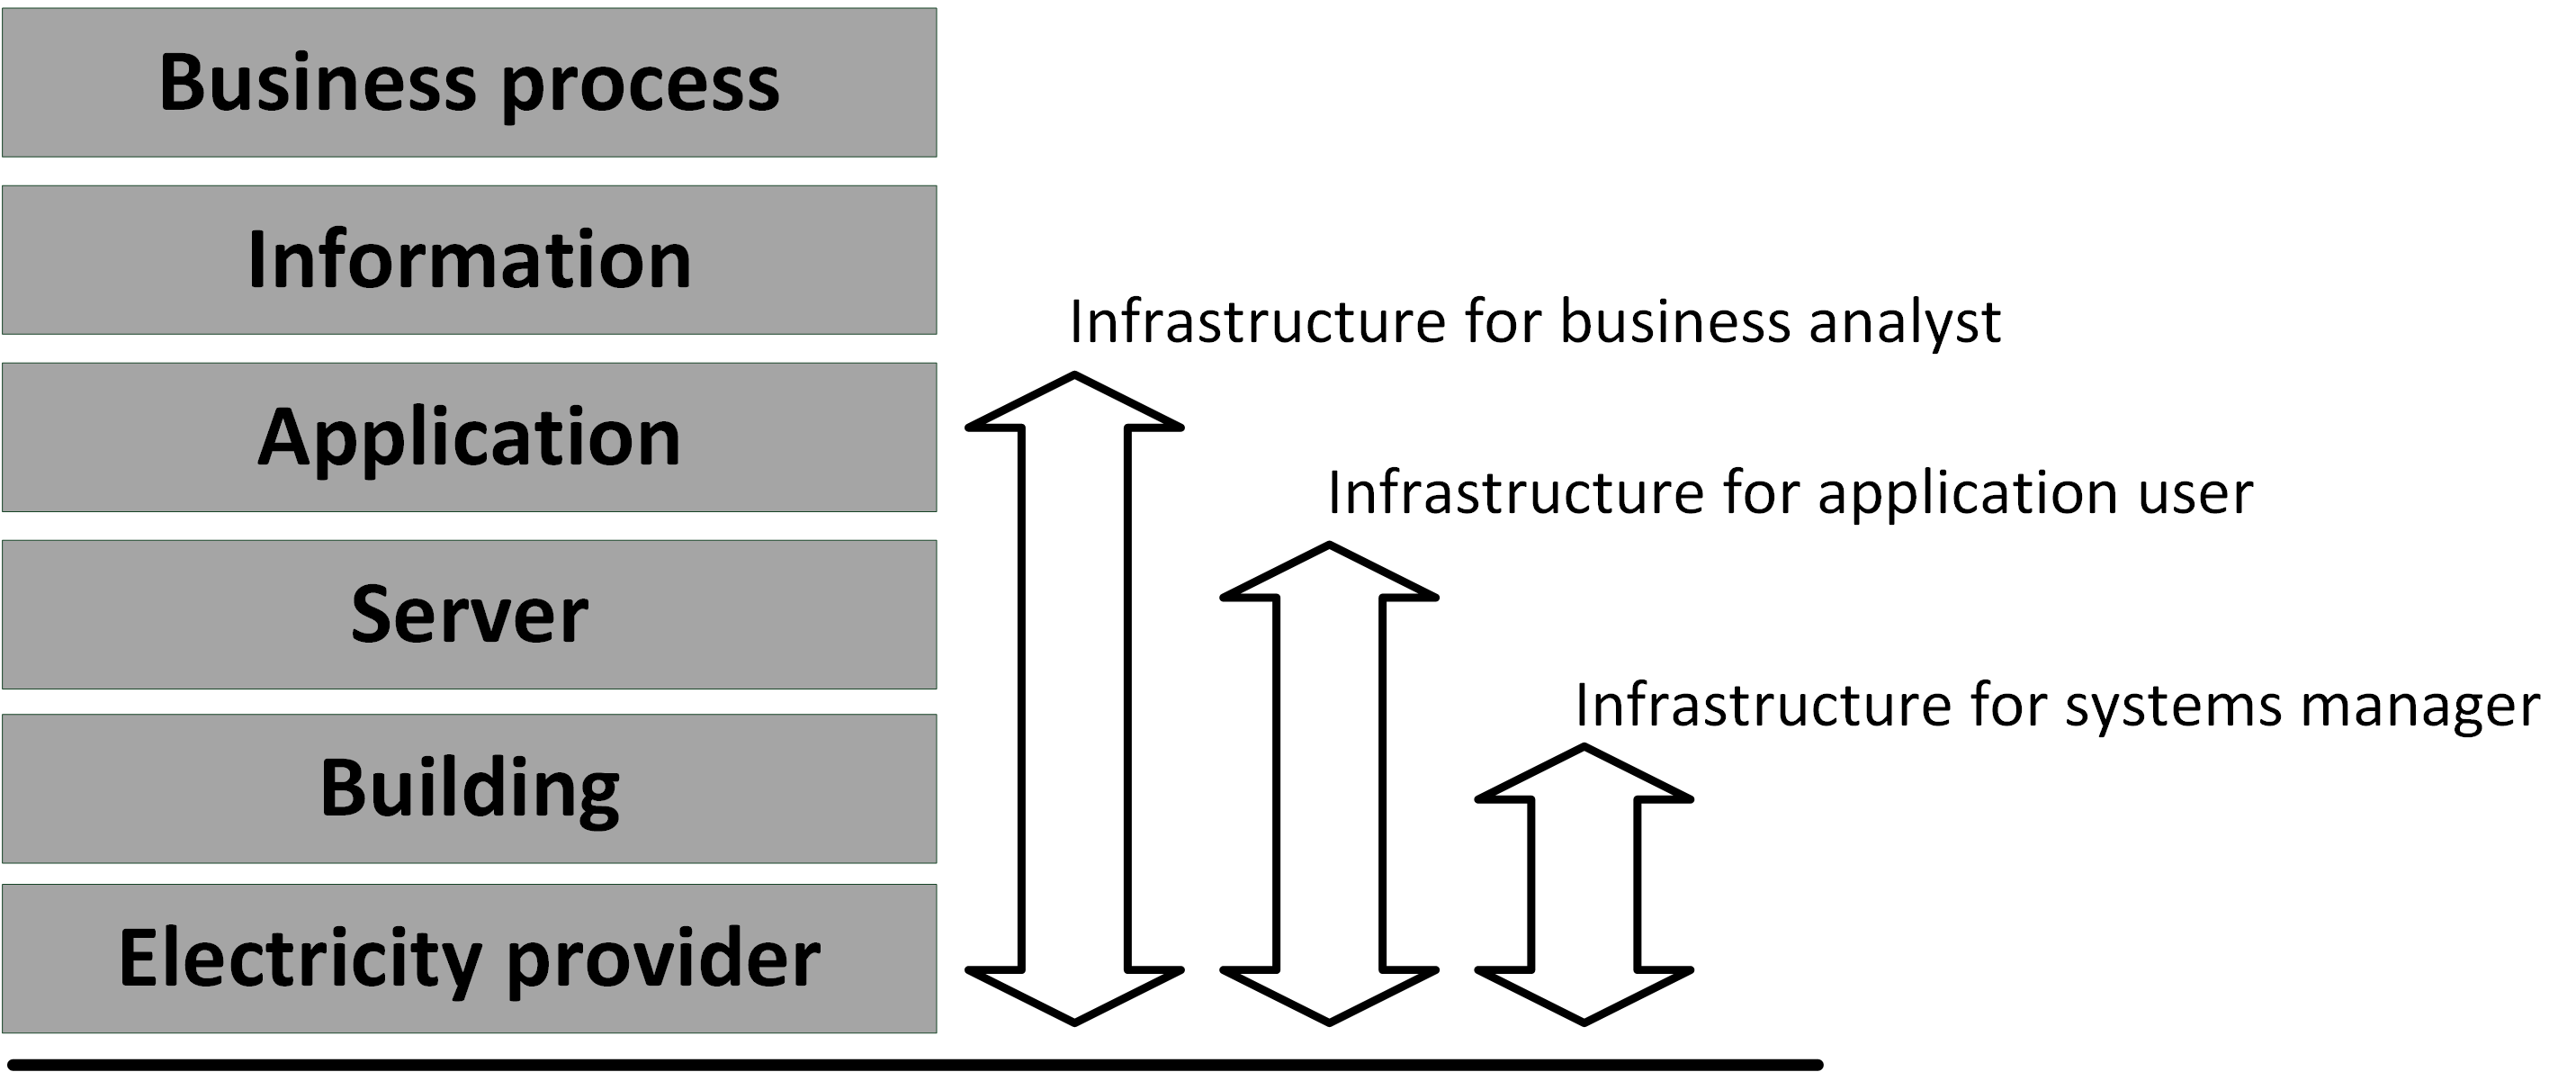 Business process
Information
Infrastructure for business analyst
Application
Infrastructure for application user
Server
Infrastructure for systems manager
Building
Electricity provider